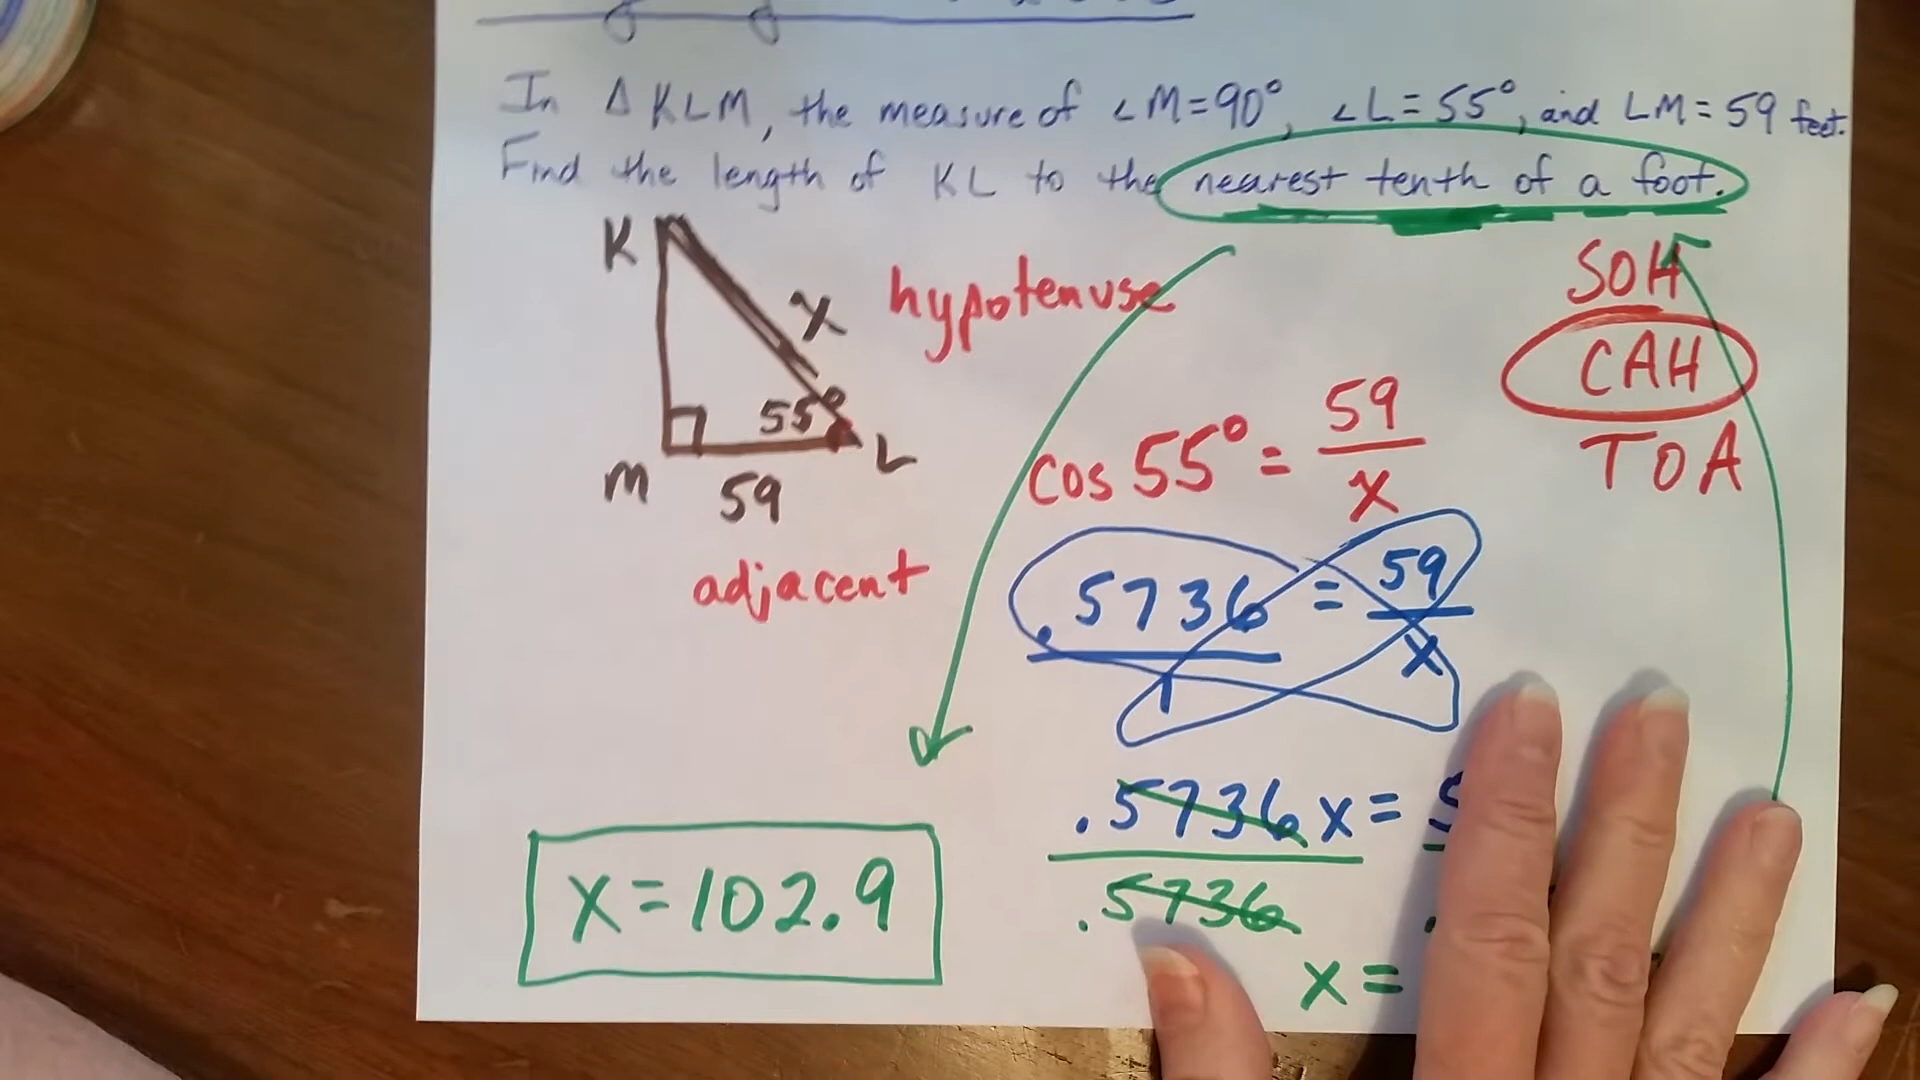 In Δ KLM, the measure of ∠M=90°, ∠L=55°, and LM=59 feet.
Find the length of KL to the nearest tenth of a foot.
K
x
hypotenuse
SOH
CAH
TOA
55°
M
59
L
adjacent
cos 55° = 59/x
.5736/1 = 59/x
.5736x =
.5736
x =
x=102.9